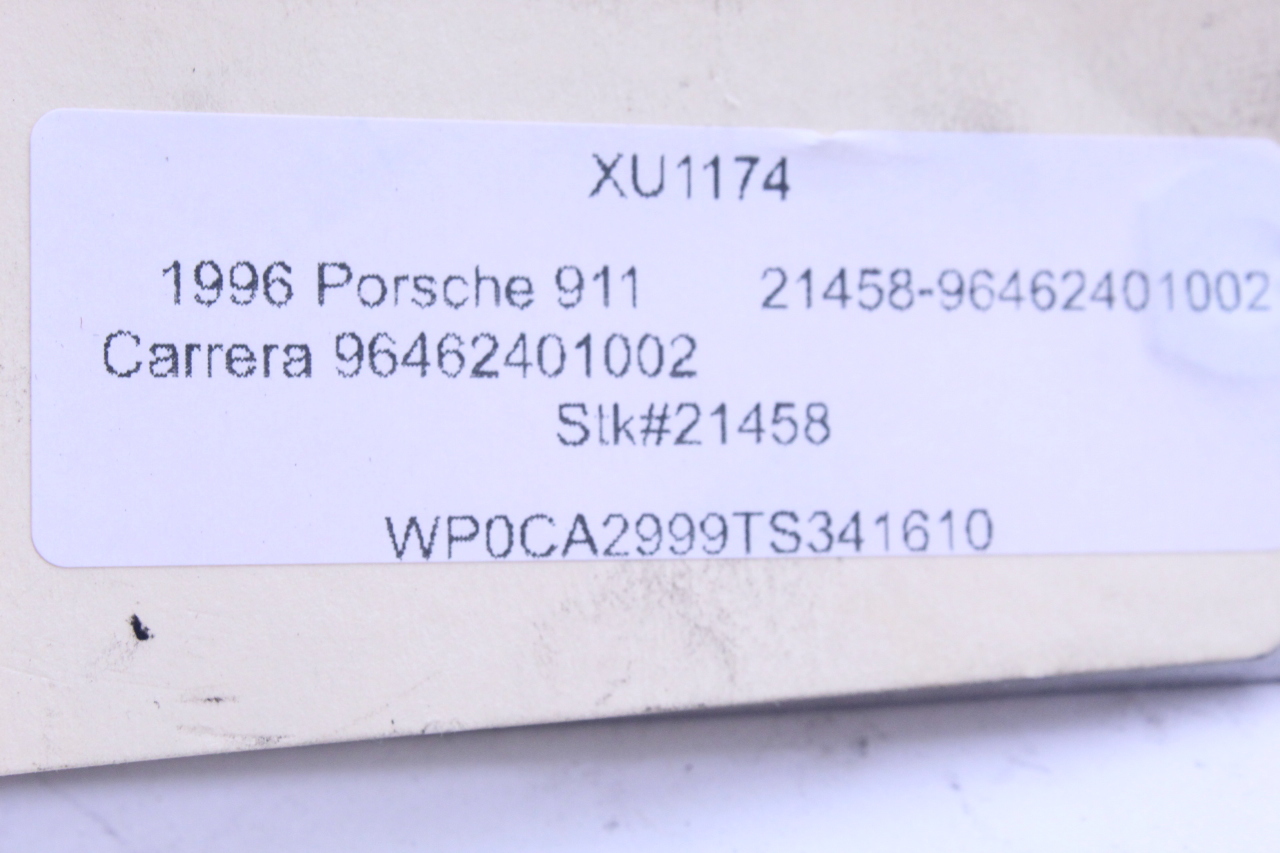 XU1174
1996 Porsche 911 21458-96462401002
Carrera 96462401002
Stk#21458
WP0CA2999TS341610